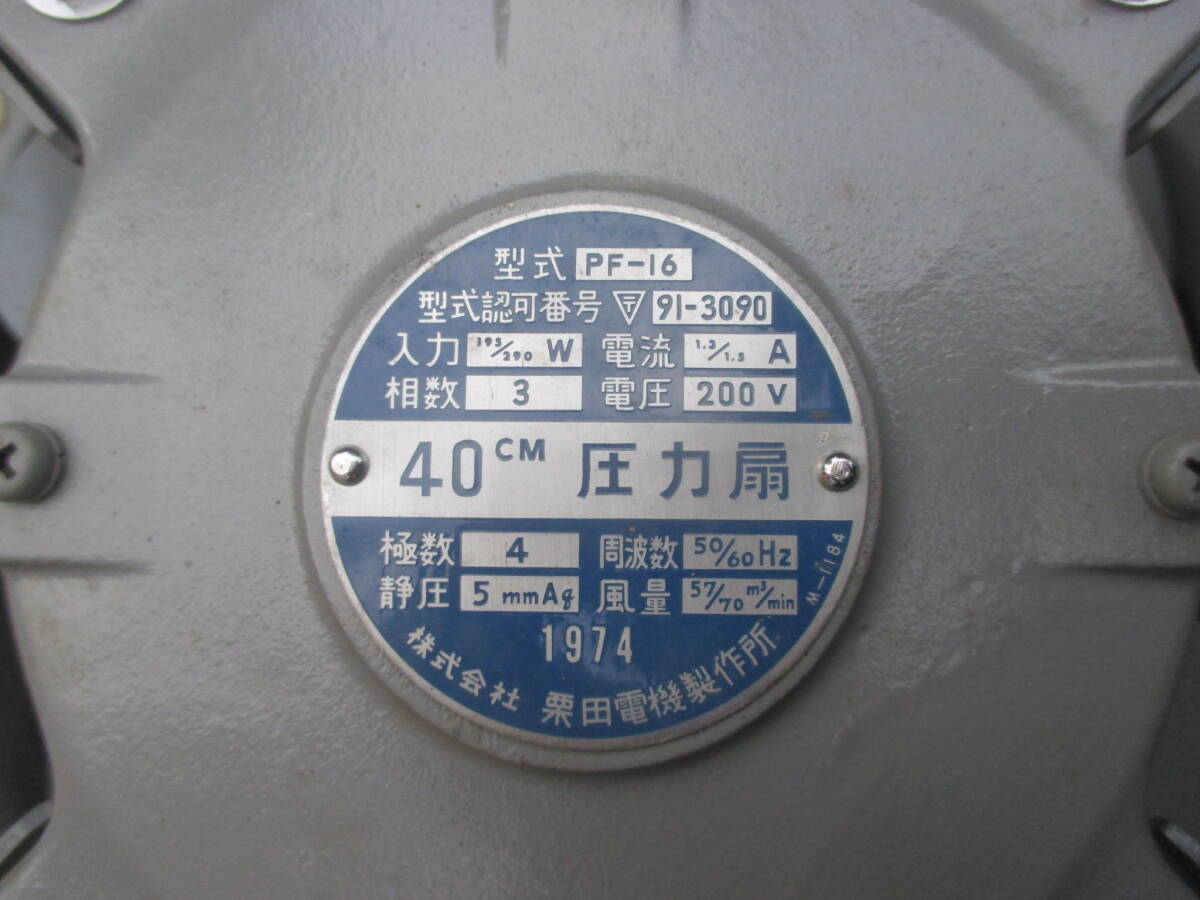 型式 PF-16
型式認可番号 〒 91-3090
入力 195/290 W 電流 1.3/1.5 A
相数 3 電圧 200 V
40CM 圧力扇
極数 4 周波数 50/60 Hz
静圧 5 mmAq 風量 57/70 m³/min
1974
M-1184
株式会社 栗田電機製作所